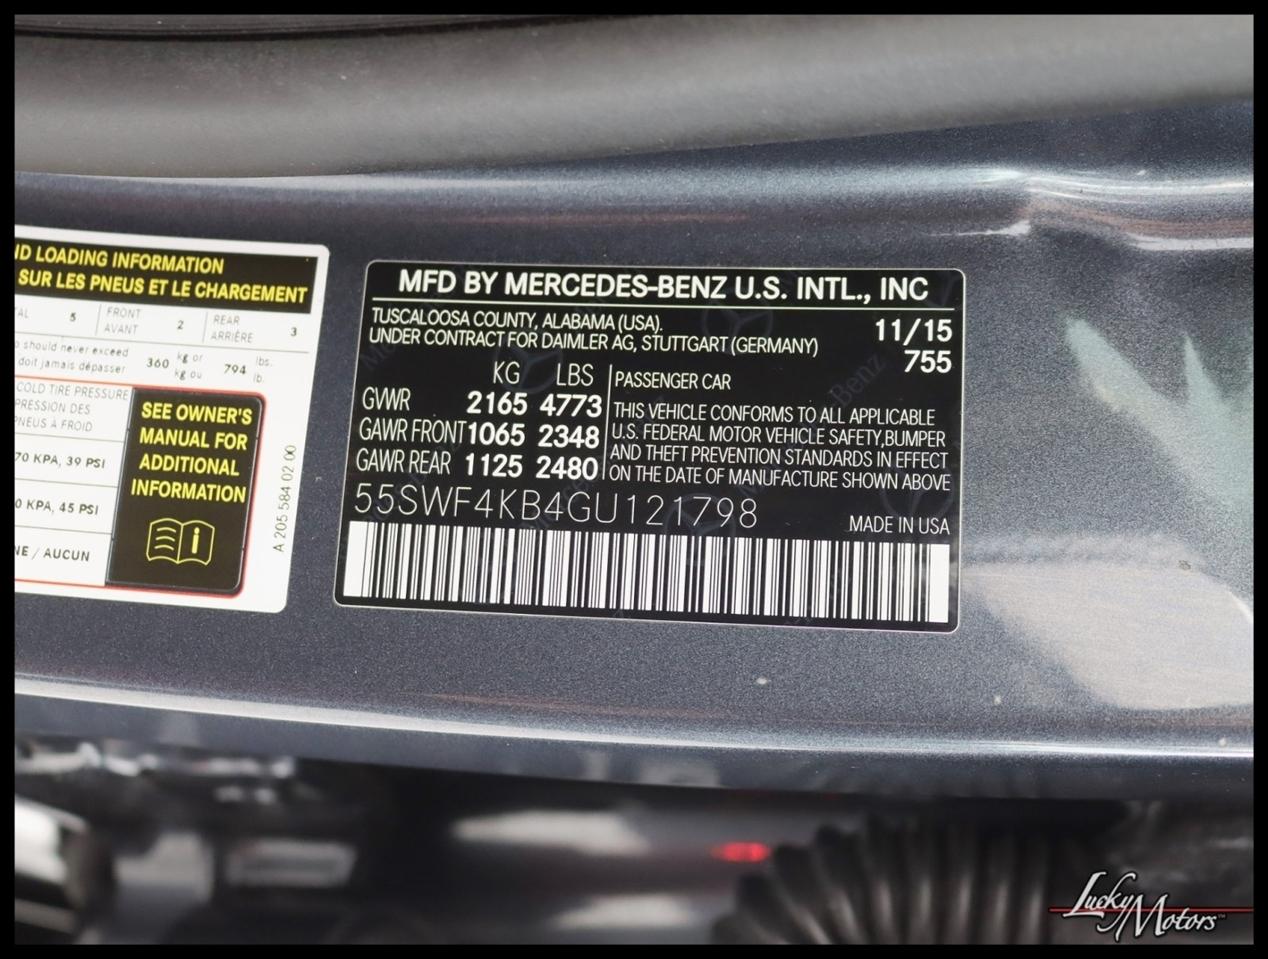 ND LOADING INFORMATION
SUR LES PNEUS ET LE CHARGEMENT
5
FRONT
AVANT
2
REAR
ARRIÈRE
3
should never exceed
doit jamais dépasser
360
kg or
kg ou
794
lbs.
lb.
COLD TIRE PRESSURE
PRESSION DES
PNEUS À FROID
70 KPA, 39 PSI
0 KPA, 45 PSI
NE / AUCUN
SEE OWNER'S
MANUAL FOR
ADDITIONAL
INFORMATION
A 205 584 02 00
MFD BY MERCEDES-BENZ U.S. INTL., INC
TUSCALOOSA COUNTY, ALABAMA (USA).
UNDER CONTRACT FOR DAIMLER AG, STUTTGART (GERMANY)
11/15
755
KG LBS
GVWR 2165 4773
GAWR FRONT 1065 2348
GAWR REAR 1125 2480
PASSENGER CAR
THIS VEHICLE CONFORMS TO ALL APPLICABLE
U.S. FEDERAL MOTOR VEHICLE SAFETY,BUMPER
AND THEFT PREVENTION STANDARDS IN EFFECT
ON THE DATE OF MANUFACTURE SHOWN ABOVE
55SWF4KB4GU121798
MADE IN USA
Lucky Motors